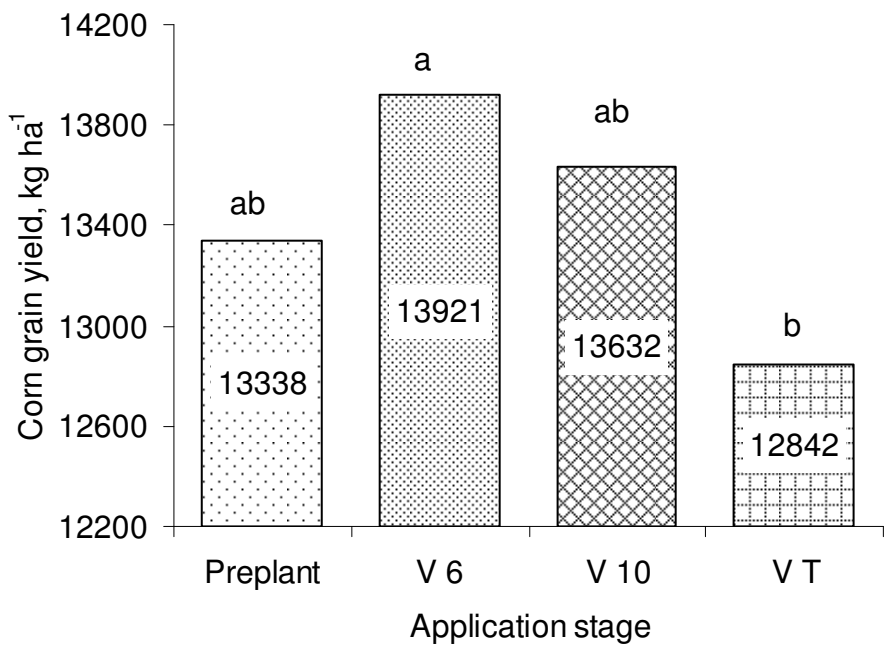 14200
13800
13400
13000
12600
12200
Corn grain yield, kg ha-1
ab
a
ab
b
13338
13921
13632
12842
Preplant V 6 V 10 V T
Application stage